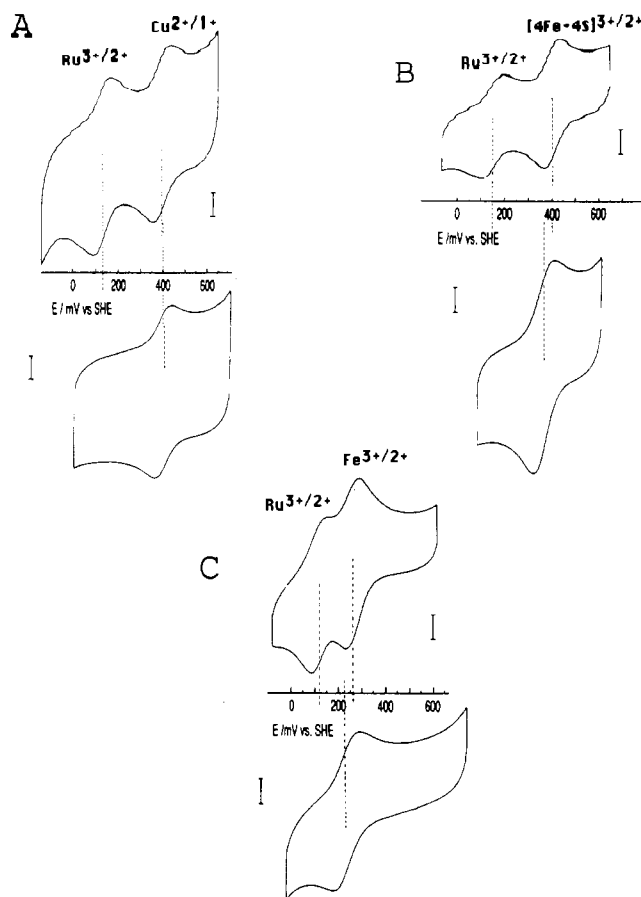 A
Cu2+/1+
Ru3+/2+
0 200 400 600
E / mV vs SHE
B
[4Fe-4S]3+/2+
Ru3+/2+
0 200 400 600
E /mV vs. SHE
C
Fe3+/2+
Ru3+/2+
0 200 400 600
E /mV vs. SHE